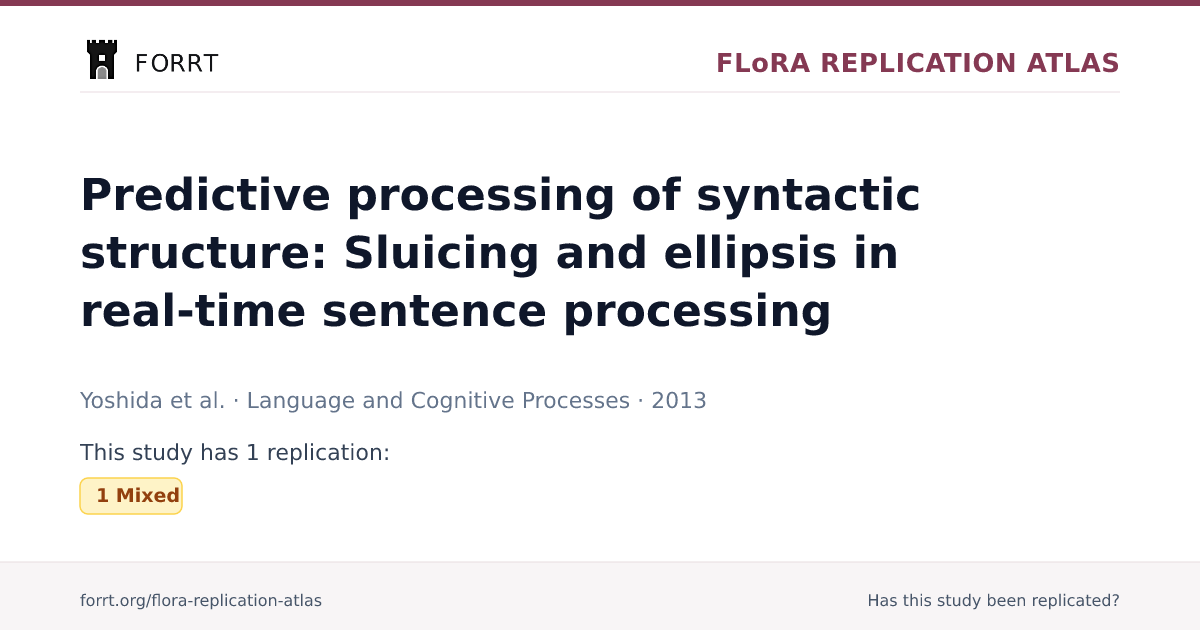 FORRT
FLoRA REPLICATION ATLAS
Predictive processing of syntactic
structure: Sluicing and ellipsis in
real-time sentence processing
Yoshida et al. · Language and Cognitive Processes · 2013
This study has 1 replication:
1 Mixed
forrt.org/flora-replication-atlas
Has this study been replicated?